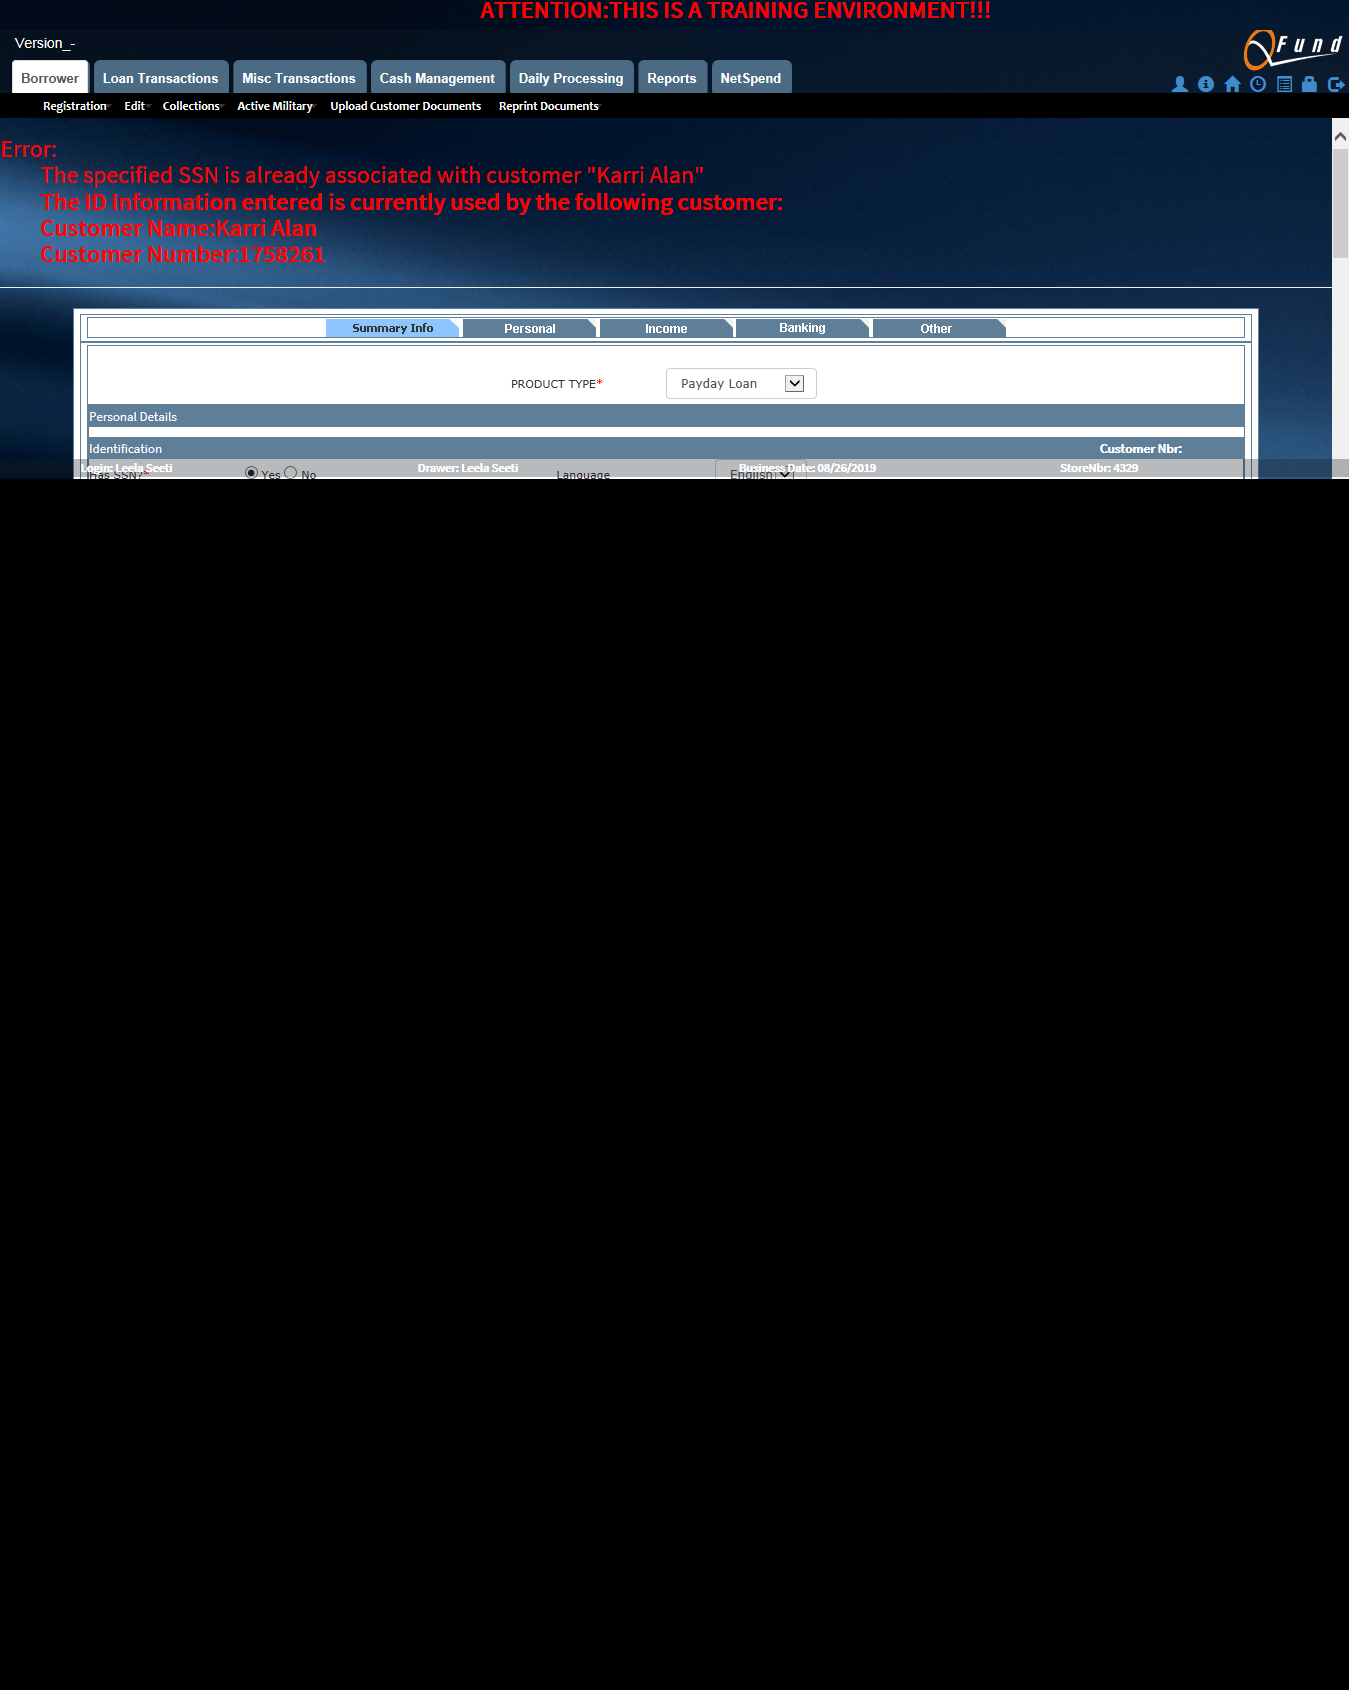 ATTENTION:THIS IS A TRAINING ENVIRONMENT!!!
Version_-
Fund
Borrower Loan Transactions Misc Transactions Cash Management Daily Processing Reports NetSpend
Registration Edit Collections Active Military Upload Customer Documents Reprint Documents
Error:
The specified SSN is already associated with customer "Karri Alan"
The ID Information entered is currently used by the following customer:
Customer Name:Karri Alan
Customer Number:1758261
Summary Info Personal Income Banking Other
PRODUCT TYPE* Payday Loan
Personal Details
Identification Customer Nbr:
Login: Leela Seeti Drawer: Leela Seeti Business Date: 08/26/2019 StoreNbr: 4329
Has SSN?* Yes No Language English